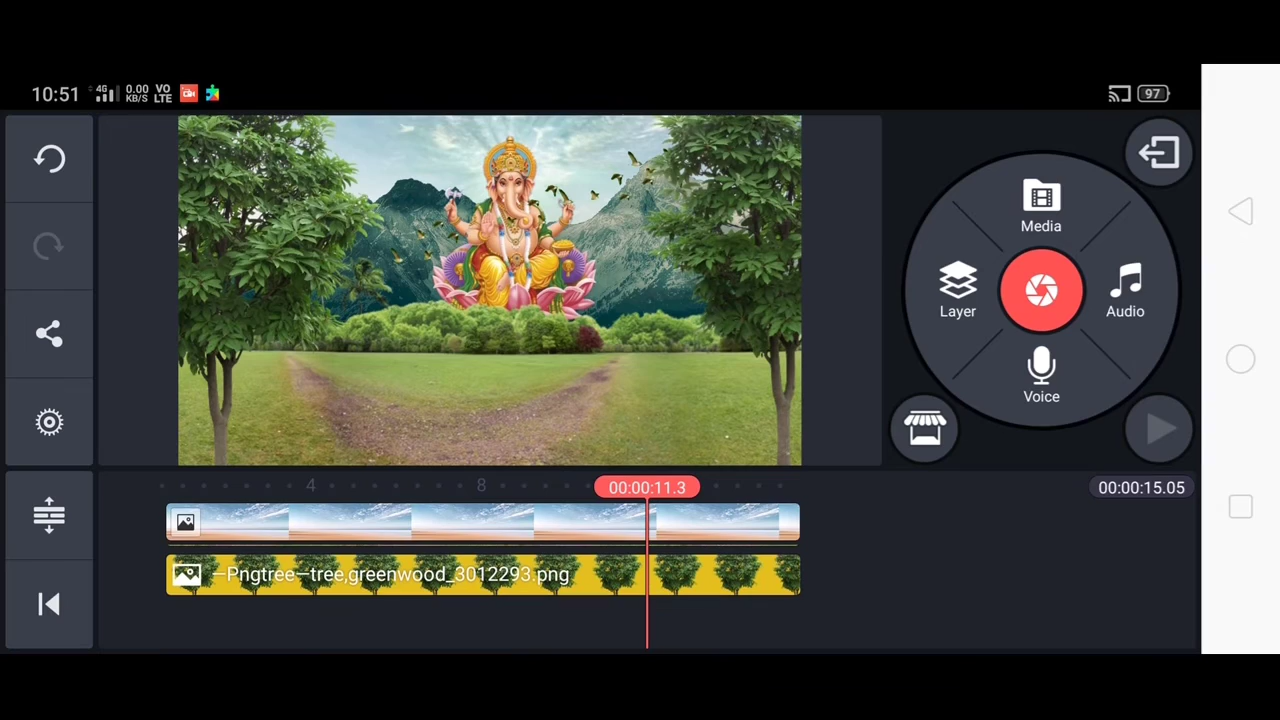 10:51 4G 0.00 KB/S VO LTE 97
Media
Layer
Audio
Voice
4 8 00:00:11.3 00:00:15.05
—Pngtree—tree,greenwood_3012293.png